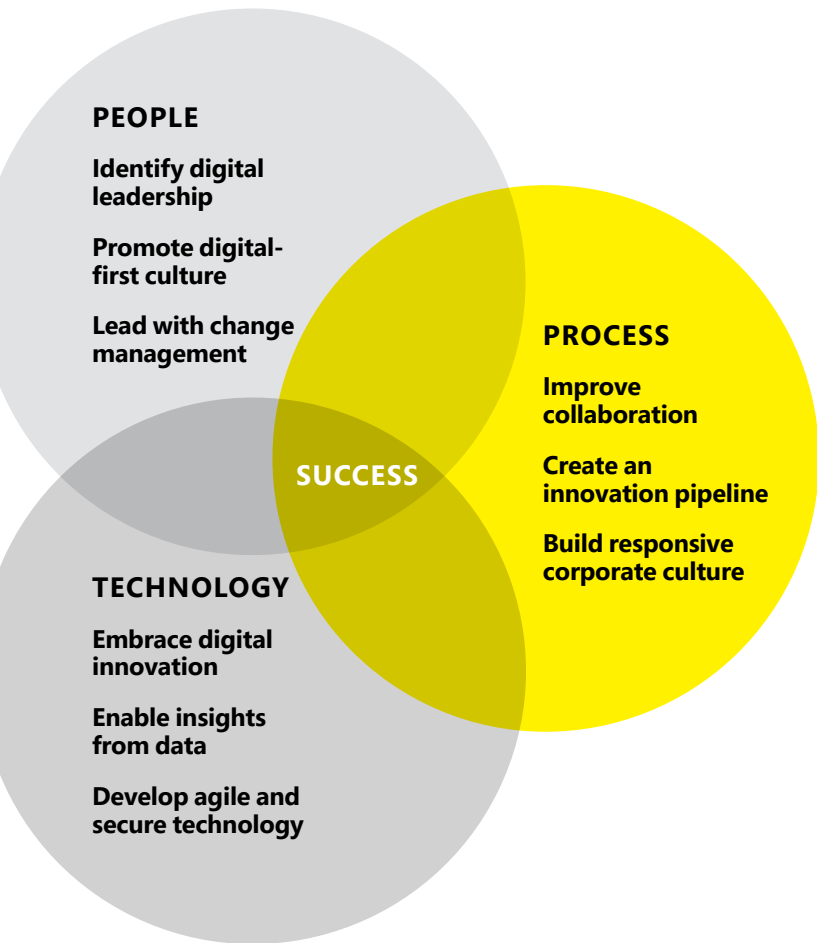 PEOPLE
Identify digital
leadership
Promote digital-
first culture
Lead with change
management
PROCESS
Improve
collaboration
Create an
innovation pipeline
Build responsive
corporate culture
SUCCESS
TECHNOLOGY
Embrace digital
innovation
Enable insights
from data
Develop agile and
secure technology